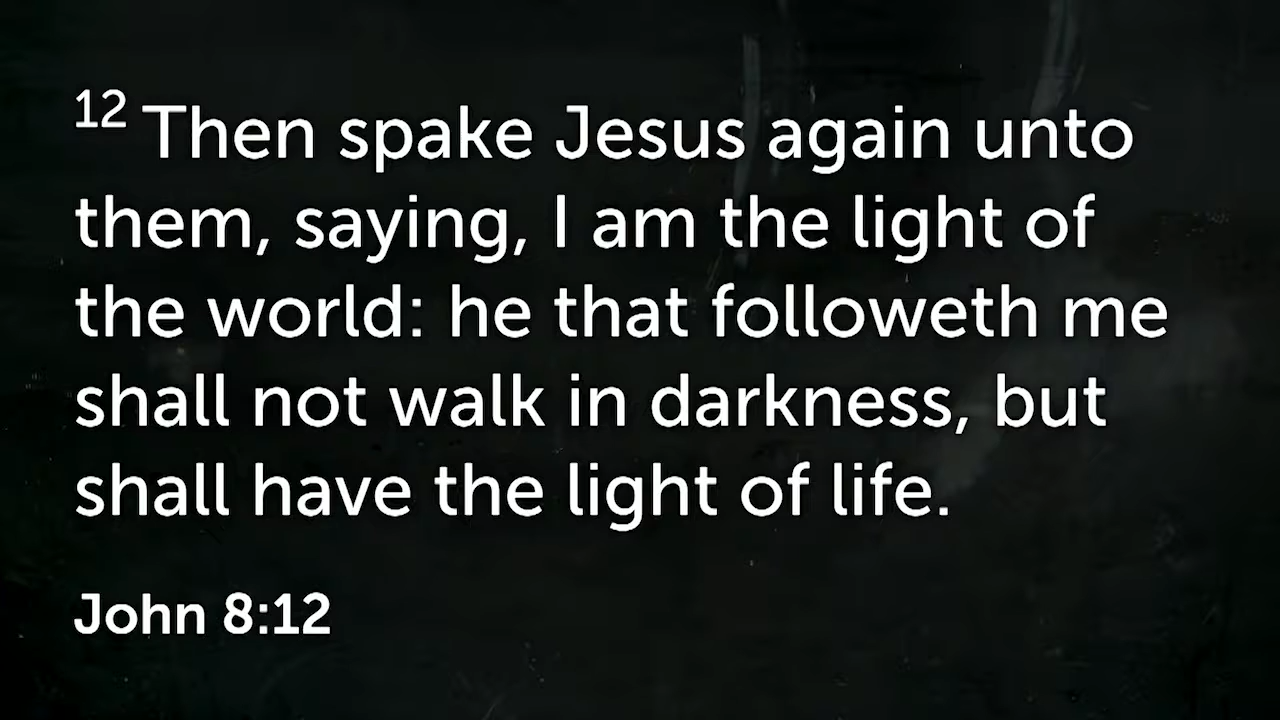 12 Then spake Jesus again unto
them, saying, I am the light of
the world: he that followeth me
shall not walk in darkness, but
shall have the light of life.
John 8:12